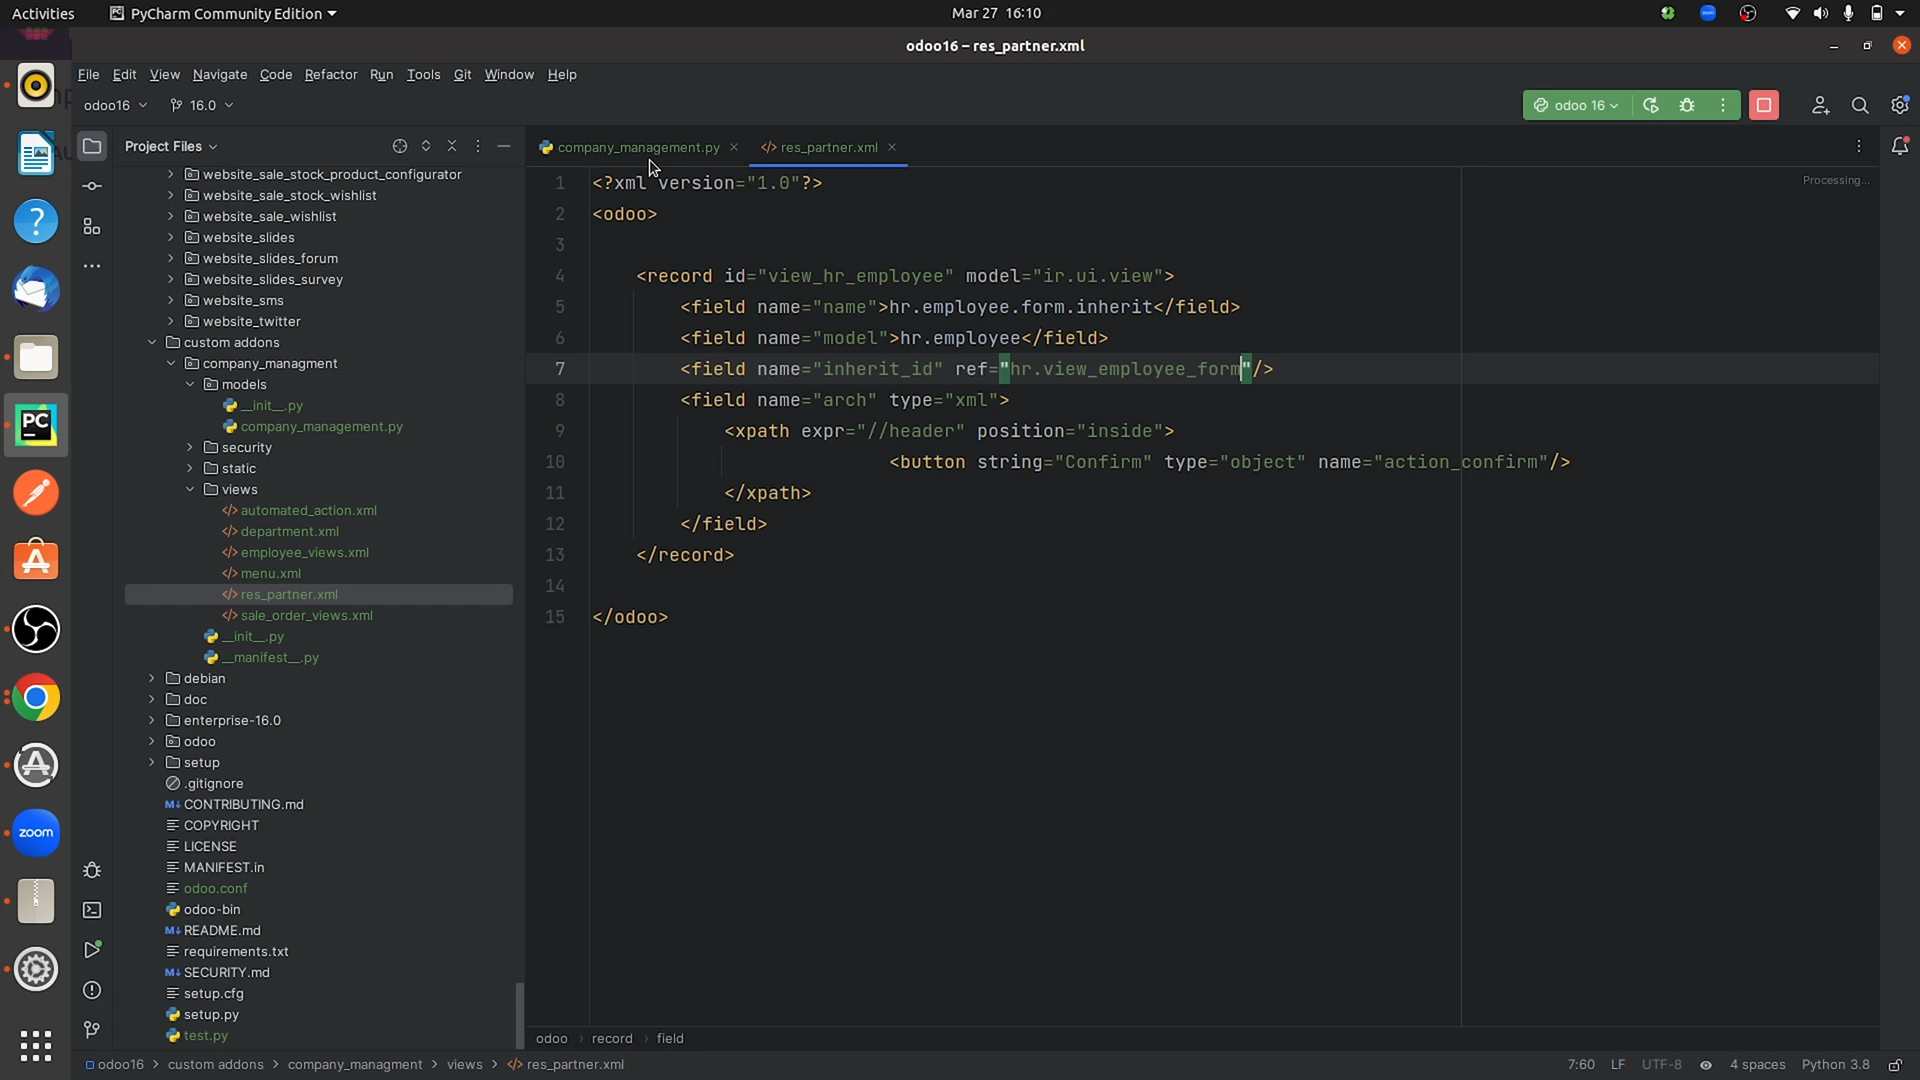 Activities
PyCharm Community Edition
Mar 27 16:10
odoo16 – res_partner.xml
File Edit View Navigate Code Refactor Run Tools Git Window Help
odoo16
16.0
odoo 16
Project Files
website_sale_stock_product_configurator
website_sale_stock_wishlist
website_sale_wishlist
website_slides
website_slides_forum
website_slides_survey
website_sms
website_twitter
custom addons
company_managment
models
__init__.py
company_management.py
security
static
views
automated_action.xml
department.xml
employee_views.xml
menu.xml
res_partner.xml
sale_order_views.xml
__init__.py
__manifest__.py
debian
doc
enterprise-16.0
odoo
setup
.gitignore
M↓ CONTRIBUTING.md
COPYRIGHT
LICENSE
MANIFEST.in
odoo.conf
odoo-bin
M↓ README.md
requirements.txt
M↓ SECURITY.md
setup.cfg
setup.py
test.py
company_management.py
res_partner.xml
Processing...
1 <?xml version="1.0"?>
2 <odoo>
3
4 <record id="view_hr_employee" model="ir.ui.view">
5 <field name="name">hr.employee.form.inherit</field>
6 <field name="model">hr.employee</field>
7 <field name="inherit_id" ref="hr.view_employee_form"/>
8 <field name="arch" type="xml">
9 <xpath expr="//header" position="inside">
10 <button string="Confirm" type="object" name="action_confirm"/>
11 </xpath>
12 </field>
13 </record>
14
15 </odoo>
odoo › record › field
odoo16 › custom addons › company_managment › views › res_partner.xml
7:60 LF UTF-8 4 spaces Python 3.8
PC
zoom